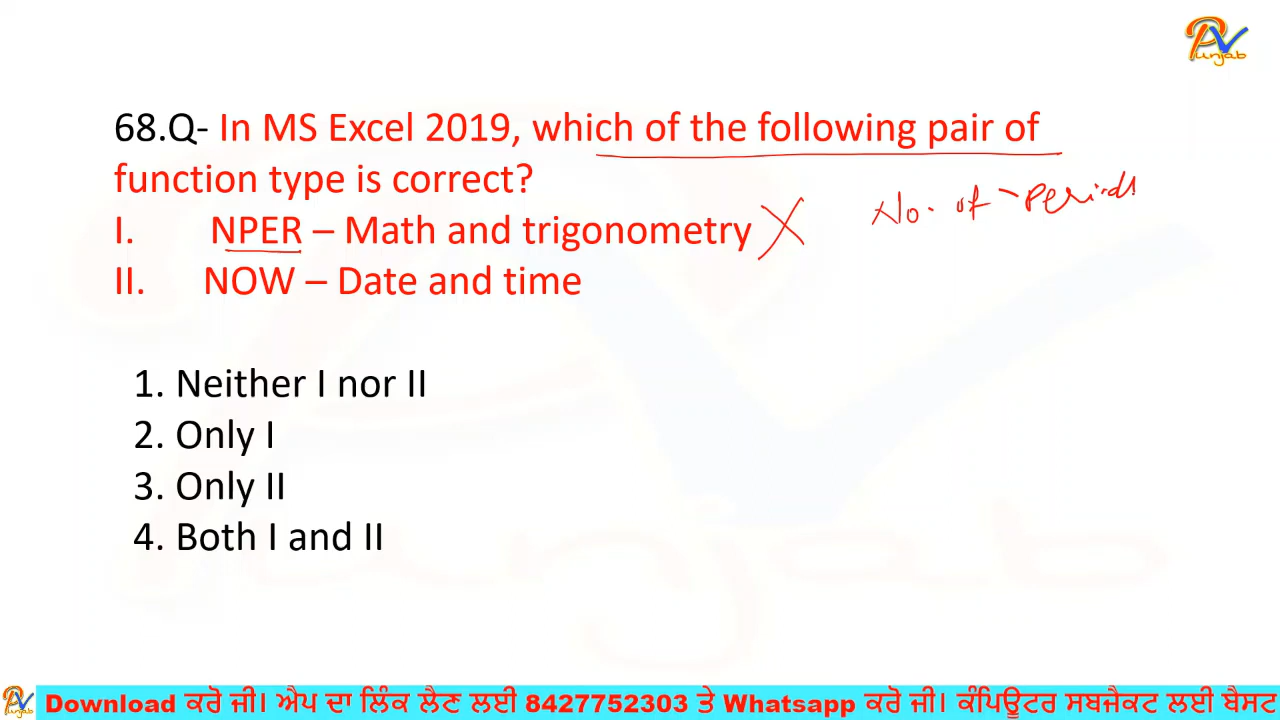 PV
unjab
68.Q- In MS Excel 2019, which of the following pair of
function type is correct?
No. of Periods
I. NPER – Math and trigonometry
II. NOW – Date and time
1. Neither I nor II
2. Only I
3. Only II
4. Both I and II
Download ਕਰੋ ਜੀ। ਐਪ ਦਾ ਲਿੰਕ ਲੈਣ ਲਈ 8427752303 ਤੇ Whatsapp ਕਰੋ ਜੀ। ਕੰਪਿਊਟਰ ਸਬਜੈਕਟ ਲਈ ਬੈਸਟ